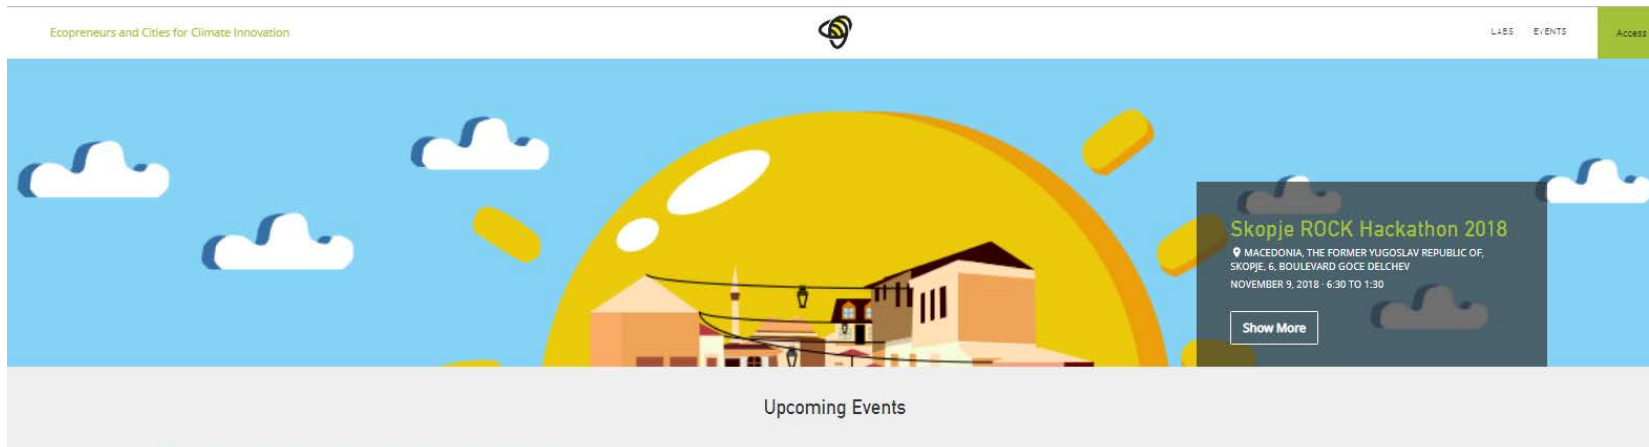 Ecopreneurs and Cities for Climate Innovation
LABS EVENTS Access
Skopje ROCK Hackathon 2018
MACEDONIA, THE FORMER YUGOSLAV REPUBLIC OF,
SKOPJE, 6, BOULEVARD GOCE DELCHEV
NOVEMBER 9, 2018 - 6:30 TO 1:30
Show More
Upcoming Events